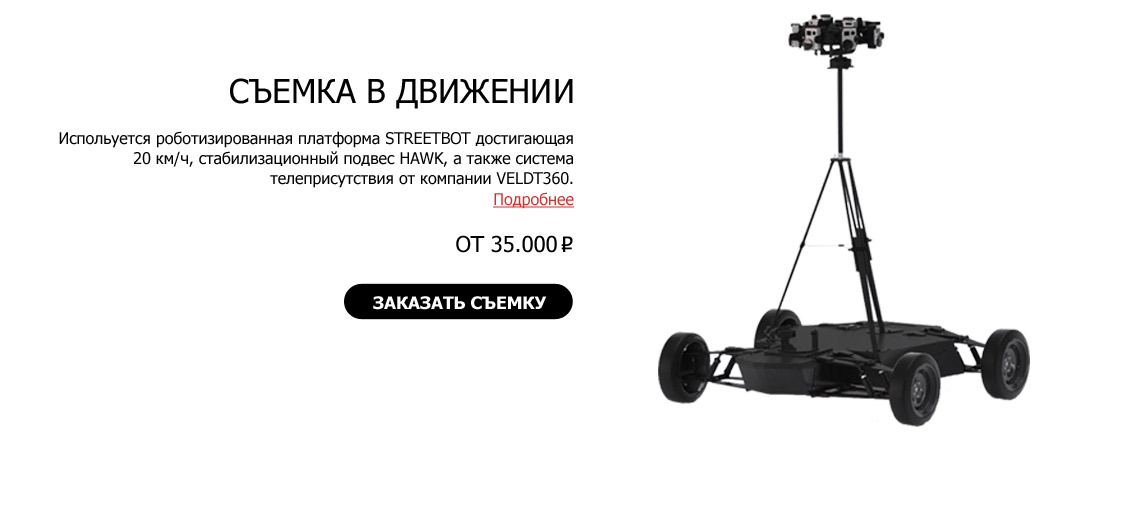 СЪЕМКА В ДВИЖЕНИИ
Испольуется роботизированная платформа STREETBOT достигающая
20 км/ч, стабилизационный подвес HAWK, а также система
телеприсутствия от компании VELDT360.
Подробнее
ОТ 35.000 ₽
ЗАКАЗАТЬ СЪЕМКУ